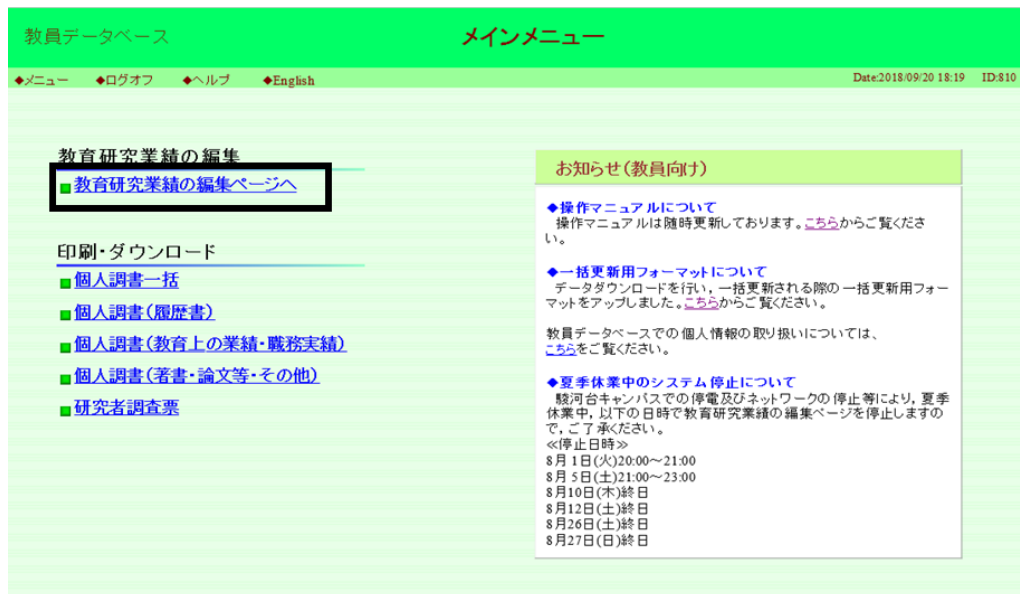 教員データベース
メインメニュー
◆メニュー ◆ログオフ ◆ヘルプ ◆English
Date:2018/09/20 18:19 ID:810
教育研究業績の編集
教育研究業績の編集ページへ
印刷・ダウンロード
個人調書一括
個人調書(履歴書)
個人調書(教育上の業績・職務実績)
個人調書(著書・論文等・その他)
研究者調査票
お知らせ(教員向け)
◆操作マニュアルについて
操作マニュアルは随時更新しております。こちらからご覧くださ
い。
◆一括更新用フォーマットについて
データダウンロードを行い,一括更新される際の一括更新用フォー
マットをアップしました。こちらからご覧ください。
教員データベースでの個人情報の取り扱いについては、
こちらをご覧ください。
◆夏季休業中のシステム停止について
駿河台キャンパスでの停電及びネットワークの停止等により,夏季
休業中,以下の日時で教育研究業績の編集ページを停止しますの
で,ご了承ください。
≪停止日時≫
8月1日(火)20:00～21:00
8月5日(土)21:00～23:00
8月10日(木)終日
8月12日(土)終日
8月26日(土)終日
8月27日(日)終日